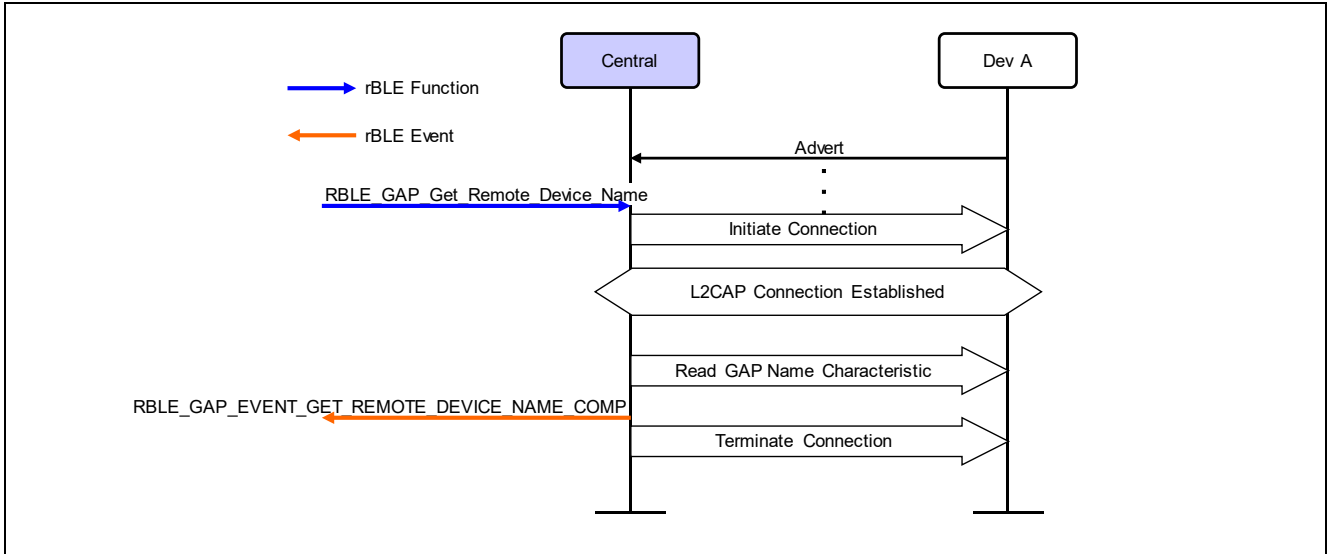 Central
Dev A
rBLE Function
rBLE Event
Advert
RBLE_GAP_Get_Remote_Device_Name
Initiate Connection
L2CAP Connection Established
Read GAP Name Characteristic
RBLE_GAP_EVENT_GET_REMOTE_DEVICE_NAME_COMP
Terminate Connection